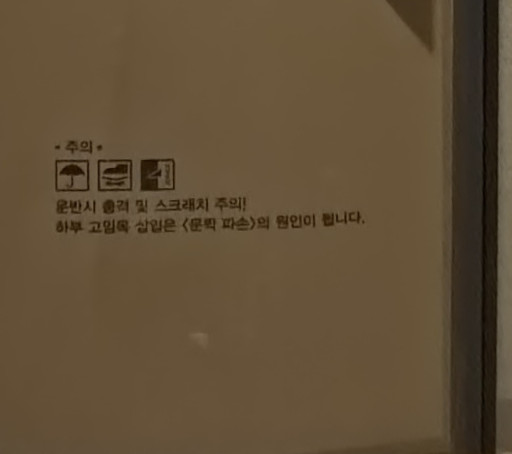 • 주의 •
운반시 충격 및 스크래치 주의!
하부 고임목 삽입은 <문짝 파손>의 원인이 됩니다.